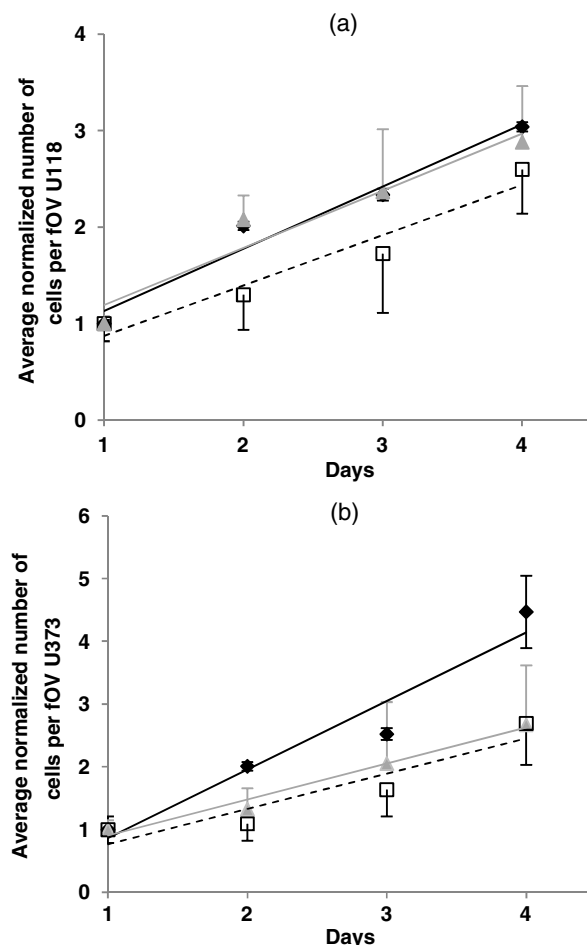 (a)
Average normalized number of
cells per fOV U118
4
3
2
1
0
1 2 3 4
Days
(b)
Average normalized number of
cells per fOV U373
6
5
4
3
2
1
0
1 2 3 4
Days